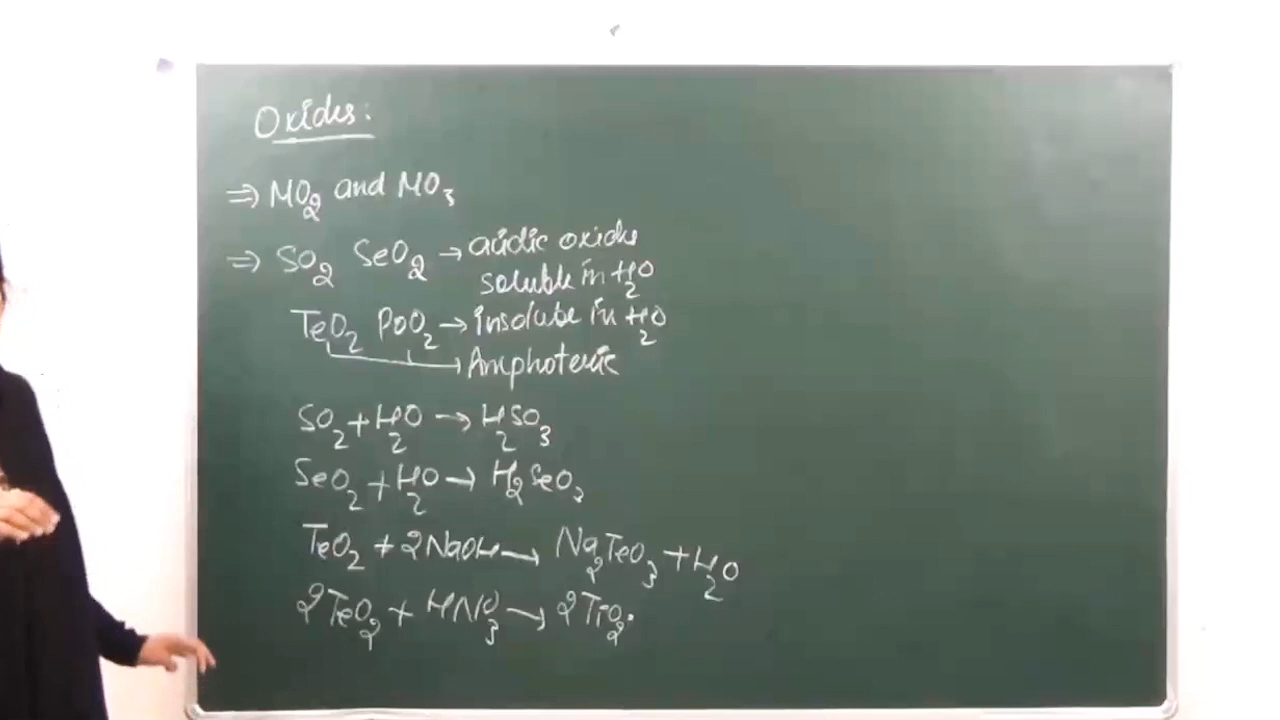 Oxides:
⇒ MO₂ and MO₃
⇒ SO₂ SeO₂ → acidic oxides
soluble in H₂O
TeO₂ PoO₂ → insoluble in H₂O
→ Amphoteric
SO₂ + H₂O → H₂SO₃
SeO₂ + H₂O → H₂SeO₃
TeO₂ + 2NaOH → Na₂TeO₃ + H₂O
2TeO₂ + HNO₃ → 2TeO₂.